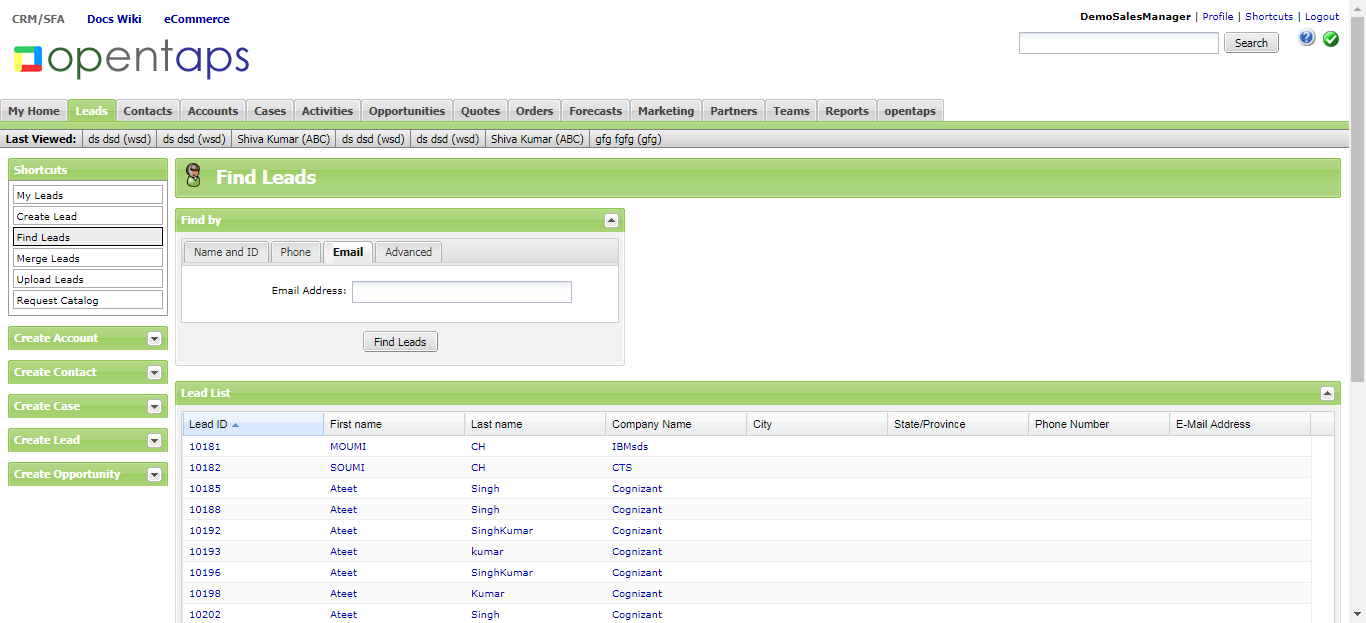 CRM/SFA Docs Wiki eCommerce
DemoSalesManager | Profile | Shortcuts | Logout
opentaps
Search
My Home Leads Contacts Accounts Cases Activities Opportunities Quotes Orders Forecasts Marketing Partners Teams Reports opentaps
Last Viewed: ds dsd (wsd) ds dsd (wsd) Shiva Kumar (ABC) ds dsd (wsd) ds dsd (wsd) Shiva Kumar (ABC) gfg fgfg (gfg)
Shortcuts
My Leads
Create Lead
Find Leads
Merge Leads
Upload Leads
Request Catalog
Create Account
Create Contact
Create Case
Create Lead
Create Opportunity
Find Leads
Find by
Name and ID Phone Email Advanced
Email Address:
Find Leads
Lead List
Lead ID First name Last name Company Name City State/Province Phone Number E-Mail Address
10181 MOUMI CH IBMsds
10182 SOUMI CH CTS
10185 Ateet Singh Cognizant
10188 Ateet Singh Cognizant
10192 Ateet SinghKumar Cognizant
10193 Ateet kumar Cognizant
10196 Ateet SinghKumar Cognizant
10198 Ateet Kumar Cognizant
10202 Ateet Singh Cognizant